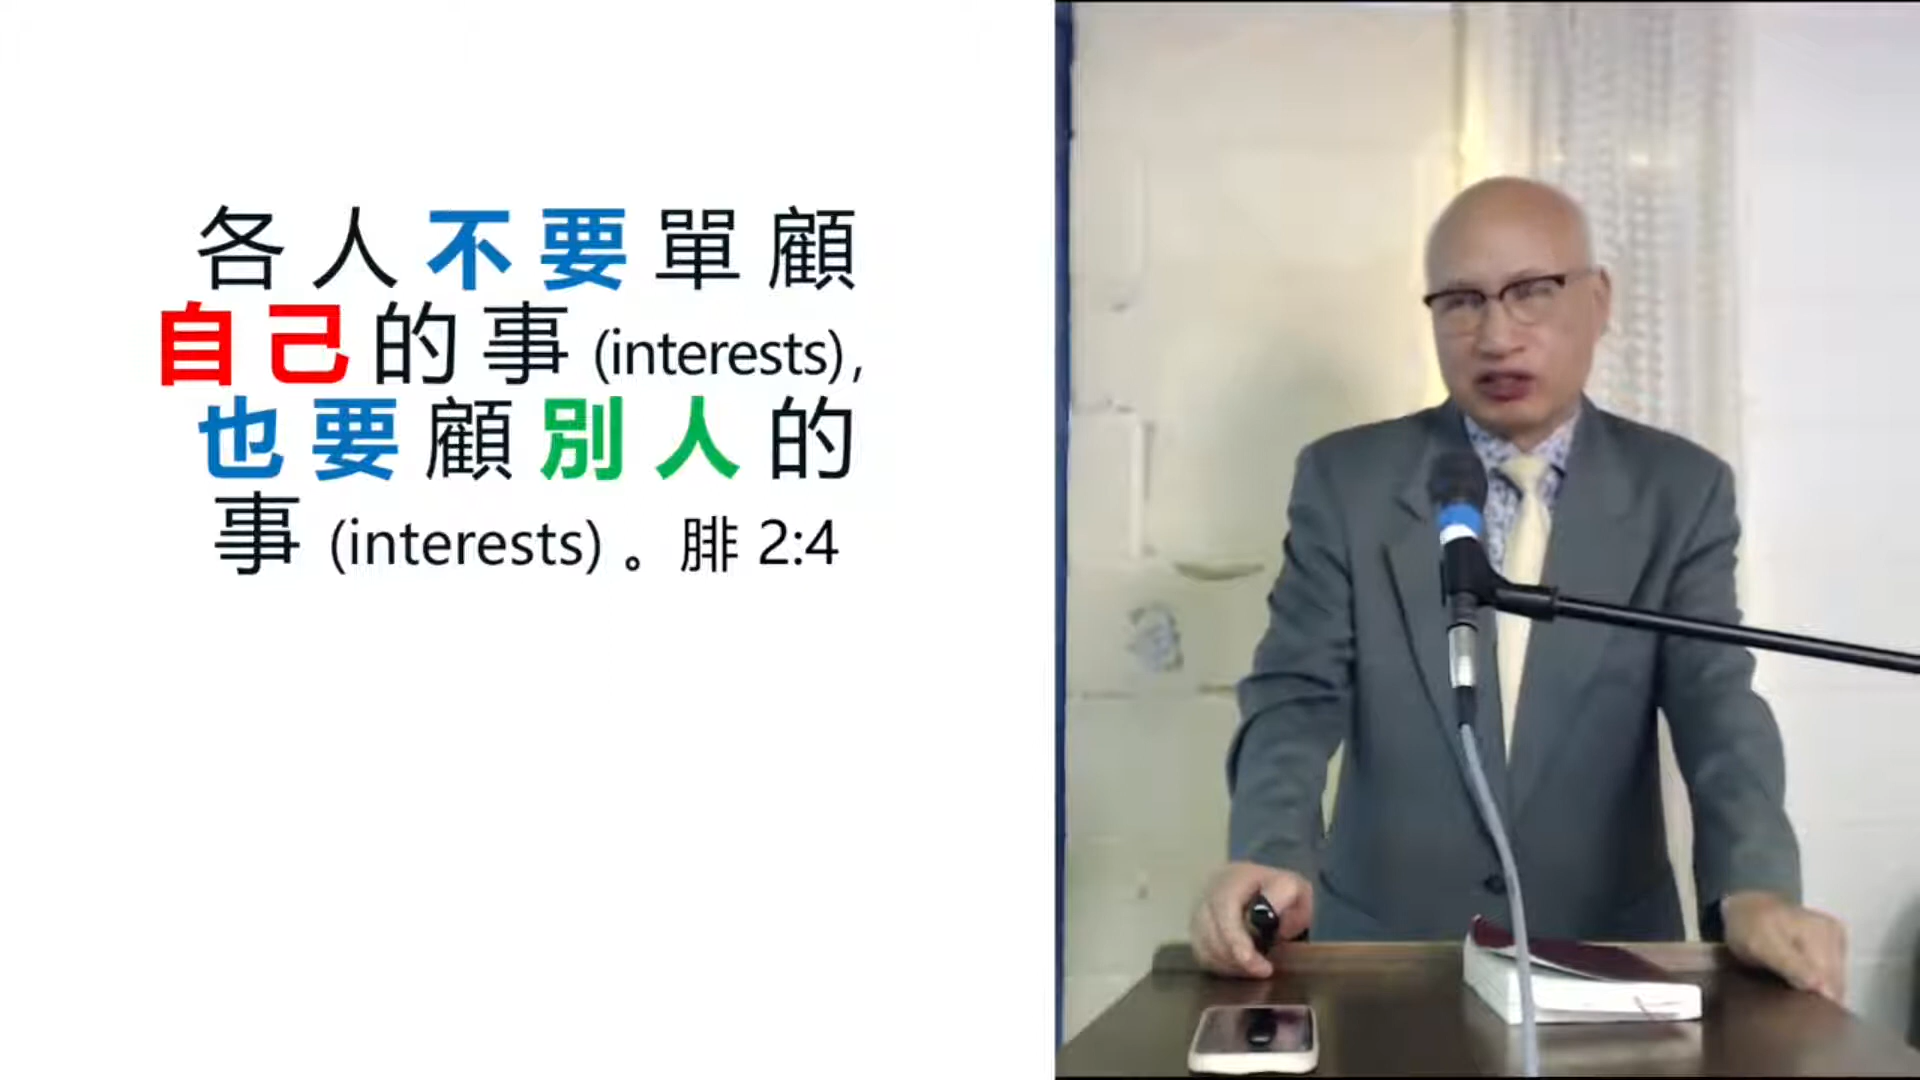 各人不要單顧
自己的事 (interests),
也要顧別人的
事 (interests) 。腓 2:4